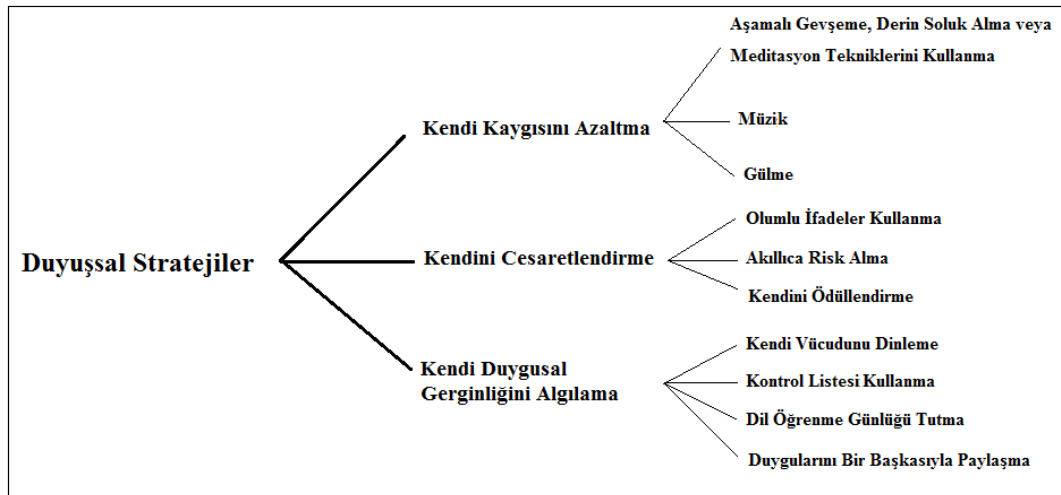 Duyuşsal Stratejiler
Kendi Kaygısını Azaltma
Aşamalı Gevşeme, Derin Soluk Alma veya
Meditasyon Tekniklerini Kullanma
Müzik
Gülme
Kendini Cesaretlendirme
Olumlu İfadeler Kullanma
Akıllıca Risk Alma
Kendini Ödüllendirme
Kendi Duygusal
Gerginliğini Algılama
Kendi Vücudunu Dinleme
Kontrol Listesi Kullanma
Dil Öğrenme Günlüğü Tutma
Duygularını Bir Başkasıyla Paylaşma